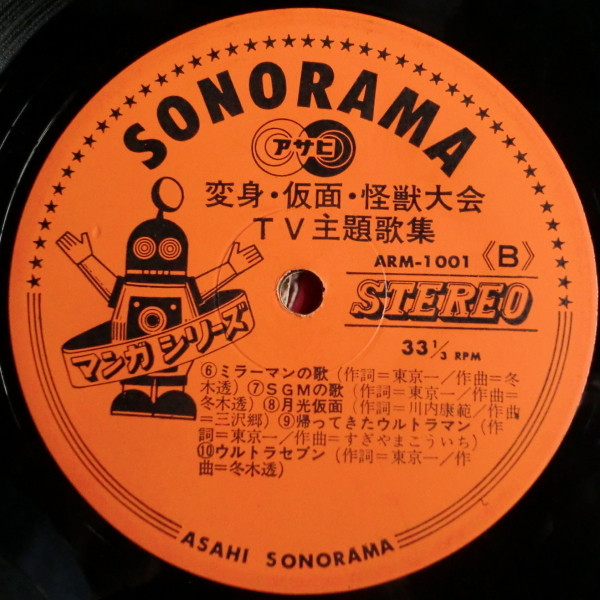 SONORAMA
アサヒ
変身・仮面・怪獣大会
TV主題歌集
ARM-1001 《B》
STEREO
33 1/3 RPM
マンガシリーズ
⑥ミラーマンの歌(作詞=東京一/作曲=冬
木透)⑦SGMの歌(作詞=東京一/作曲=
冬木透)⑧月光仮面(作詞=川内康範/作曲
=三沢郷)⑨帰ってきたウルトラマン(作
詞=東京一/作曲=すぎやまこういち)
⑩ウルトラセブン(作詞=東京一/作
曲=冬木透)
ASAHI SONORAMA